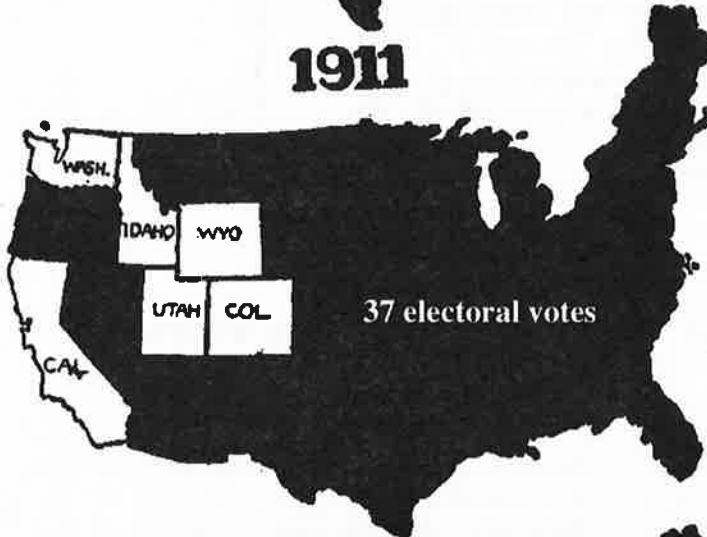 1911
WASH.
IDAHO
WYO
UTAH
COL
37 electoral votes
CAL